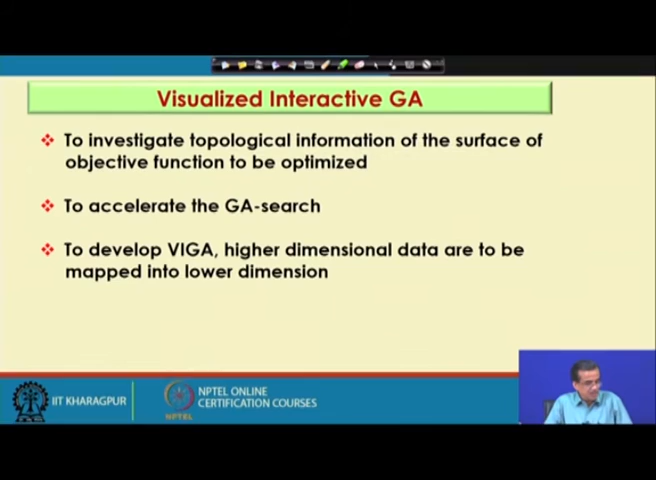 Visualized Interactive GA
To investigate topological information of the surface of
objective function to be optimized
To accelerate the GA-search
To develop VIGA, higher dimensional data are to be
mapped into lower dimension
IIT KHARAGPUR
NPTEL
NPTEL ONLINE
CERTIFICATION COURSES